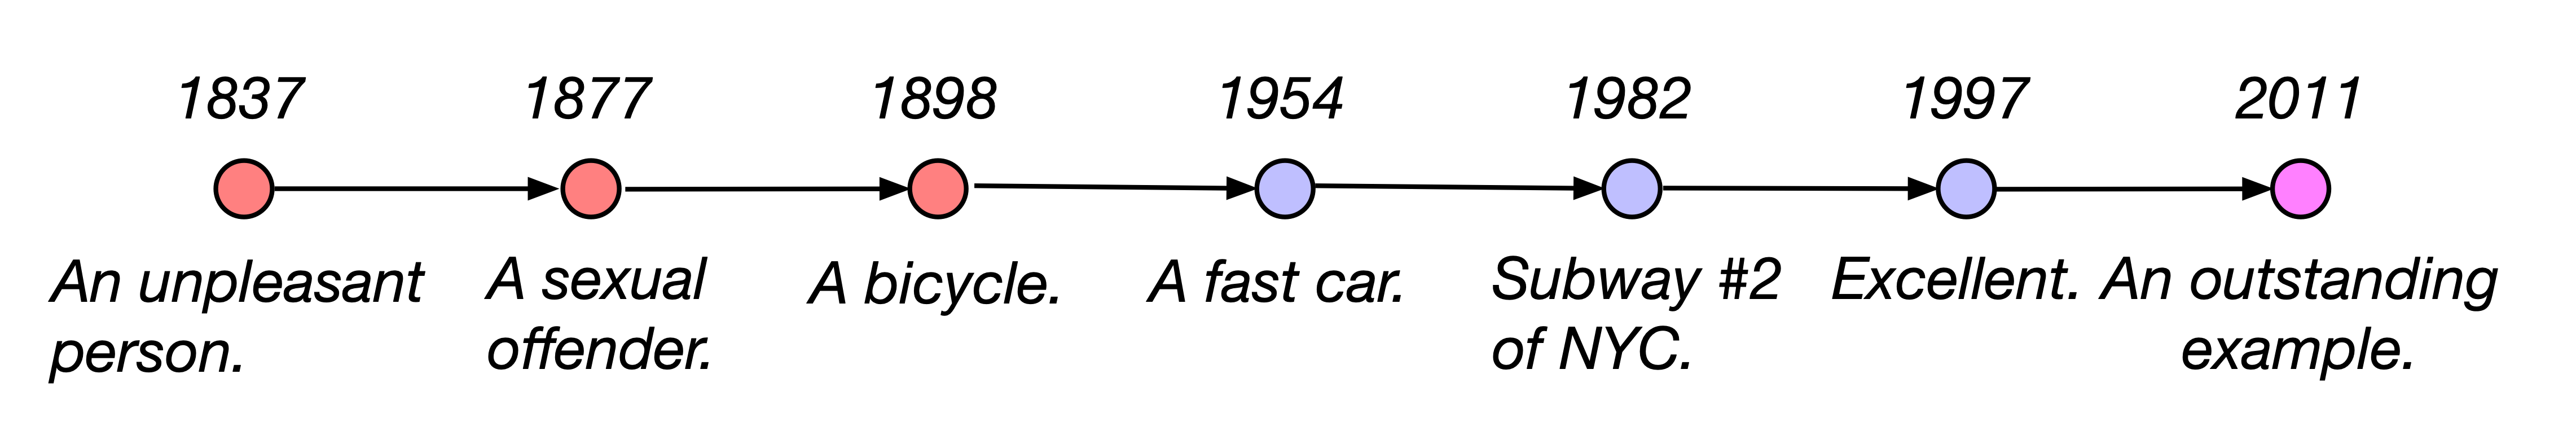 1837 1877 1898 1954 1982 1997 2011
An unpleasant
person.
A sexual
offender.
A bicycle.
A fast car.
Subway #2
of NYC.
Excellent.
An outstanding
example.